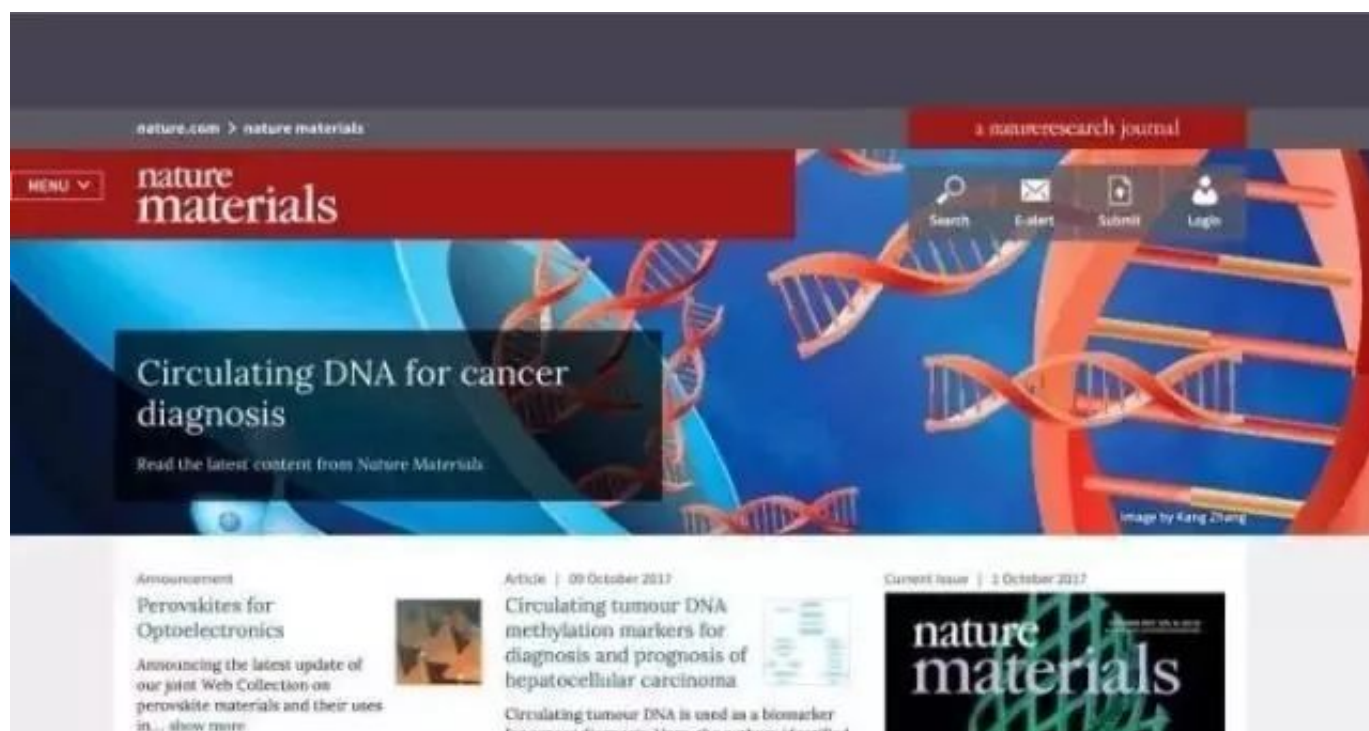 nature.com > nature materials
a natureresearch journal
MENU
nature
materials
Search
E-alert
Submit
Login
Circulating DNA for cancer
diagnosis
Read the latest content from Nature Materials
Image by Kang Zhang
Announcement
Perovskites for
Optoelectronics
Announcing the latest update of
our joint Web Collection on
perovskite materials and their uses
in... show more
Article | 09 October 2017
Circulating tumour DNA
methylation markers for
diagnosis and prognosis of
hepatocellular carcinoma
Circulating tumour DNA is used as a biomarker
Current Issue | 1 October 2017
nature
materials